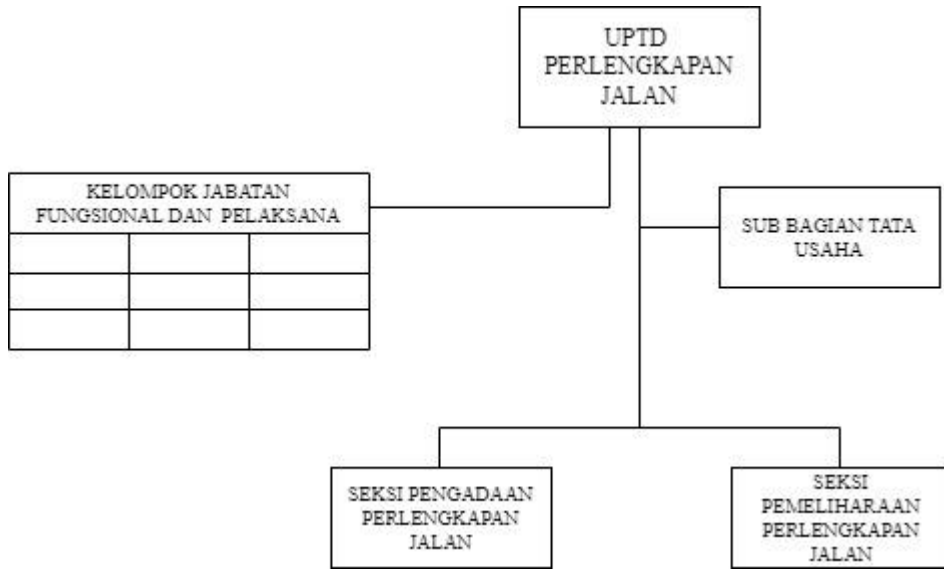 UPTD
PERLENGKAPAN
JALAN
KELOMPOK JABATAN
FUNGSIONAL DAN PELAKSANA
SUB BAGIAN TATA
USAHA
SEKSI PENGADAAN
PERLENGKAPAN
JALAN
SEKSI
PEMELIHARAAN
PERLENGKAPAN
JALAN